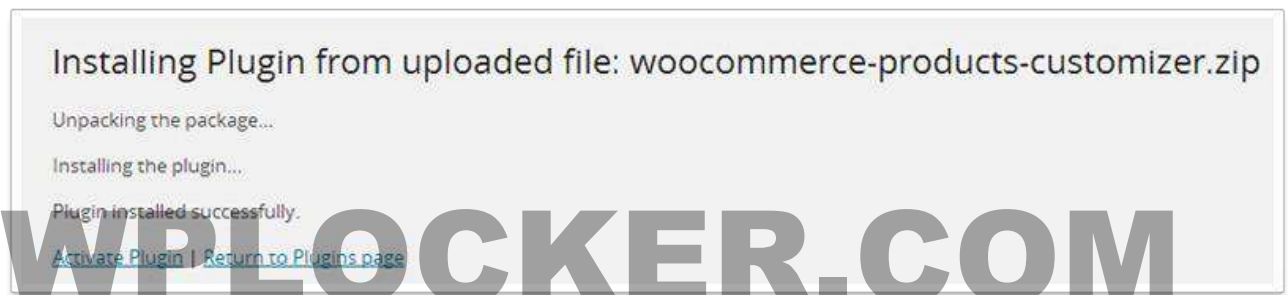 Installing Plugin from uploaded file: woocommerce-products-customizer.zip
Unpacking the package...
Installing the plugin...
Plugin installed successfully.
Activate Plugin | Return to Plugins page
WPLOCKER.COM